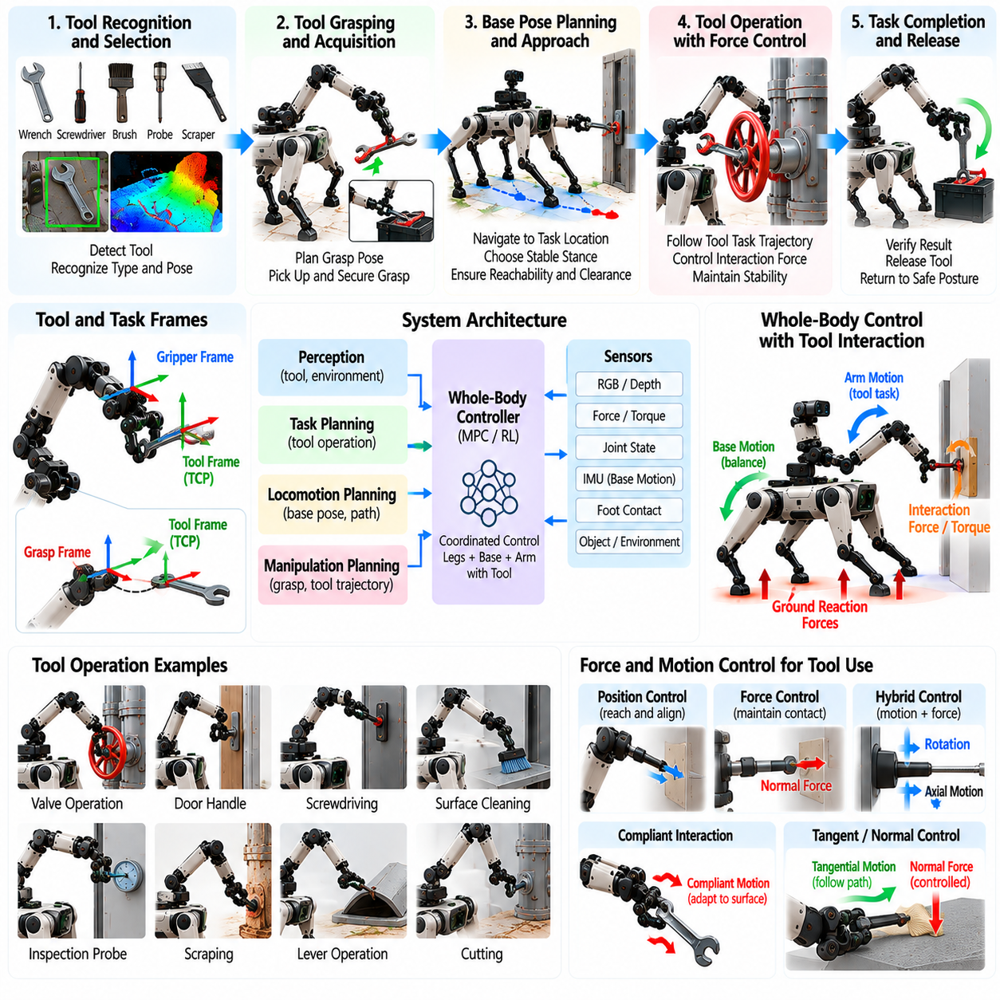 1. Tool Recognition
and Selection
Wrench
Screwdriver
Brush
Probe
Scraper
Detect Tool
Recognize Type and Pose
2. Tool Grasping
and Acquisition
Plan Grasp Pose
Pick Up and Secure Grasp
3. Base Pose Planning
and Approach
Navigate to Task Location
Choose Stable Stance
Ensure Reachability and Clearance
4. Tool Operation
with Force Control
Follow Tool Task Trajectory
Control Interaction Force
Maintain Stability
5. Task Completion
and Release
Verify Result
Release Tool
Return to Safe Posture
Tool and Task Frames
Gripper Frame
Tool Frame
(TCP)
Tool Frame
(TCP)
Grasp Frame
System Architecture
Perception
(tool, environment)
Task Planning
(tool operation)
Locomotion Planning
(base pose, path)
Manipulation Planning
(grasp, tool trajectory)
Whole-Body
Controller
(MPC / RL)
Coordinated Control
Legs + Base + Arm
with Tool
Sensors
RGB / Depth
Force / Torque
Joint State
IMU (Base Motion)
Foot Contact
Object / Environment
Whole-Body Control
with Tool Interaction
Arm Motion
(tool task)
Base Motion
(balance)
Interaction
Force / Torque
Ground Reaction
Forces
Tool Operation Examples
Valve Operation
Door Handle
Screwdriving
Surface Cleaning
Inspection Probe
Scraping
Lever Operation
Cutting
Force and Motion Control for Tool Use
Position Control
(reach and align)
Force Control
(maintain contact)
Normal Force
Hybrid Control
(motion + force)
Rotation
Axial Motion
Compliant Interaction
Compliant Motion
(adapt to surface)
Tangent / Normal Control
Tangential Motion
(follow path)
Normal Force
(controlled)